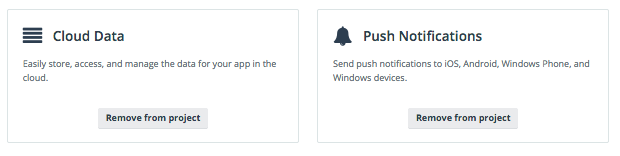 Cloud Data
Easily store, access, and manage the data for your app in the
cloud.
Remove from project
Push Notifications
Send push notifications to iOS, Android, Windows Phone, and
Windows devices.
Remove from project